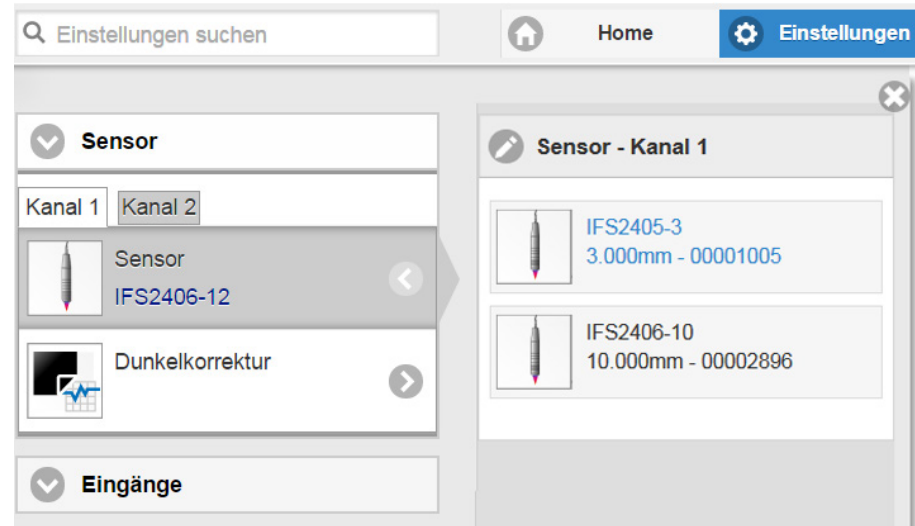 Einstellungen suchen
Home
Einstellungen
Sensor
Kanal 1
Kanal 2
Sensor
IFS2406-12
Dunkelkorrektur
Eingänge
Sensor - Kanal 1
IFS2405-3
3.000mm - 00001005
IFS2406-10
10.000mm - 00002896